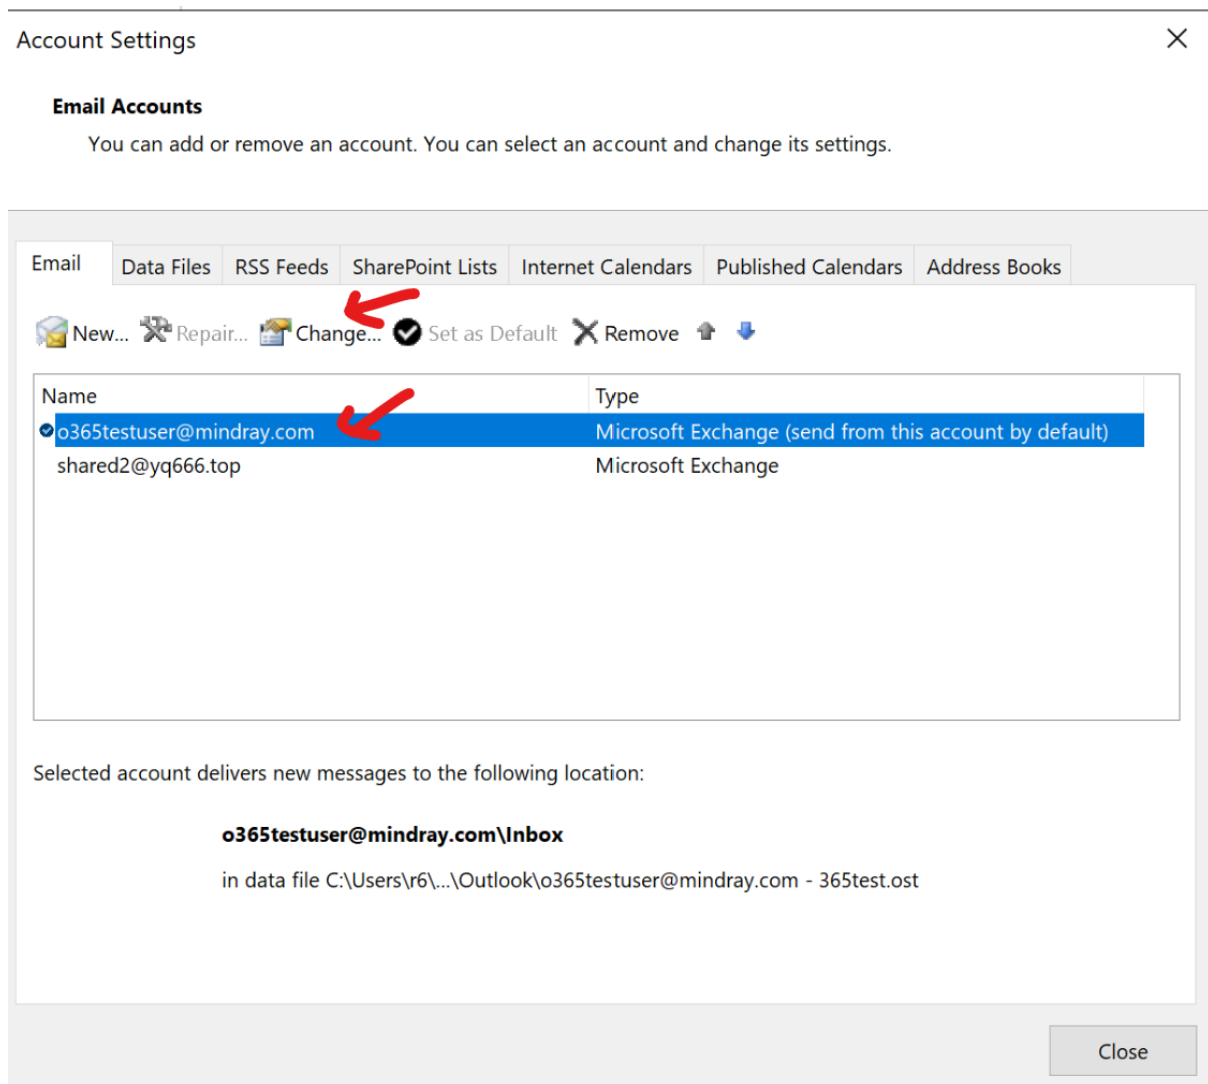 Account Settings
Email Accounts
You can add or remove an account. You can select an account and change its settings.
Email Data Files RSS Feeds SharePoint Lists Internet Calendars Published Calendars Address Books
New... Repair... Change... Set as Default Remove
Name Type
o365testuser@mindray.com Microsoft Exchange (send from this account by default)
shared2@yq666.top Microsoft Exchange
Selected account delivers new messages to the following location:
o365testuser@mindray.com\Inbox
in data file C:\Users\r6\...\Outlook\o365testuser@mindray.com - 365test.ost
Close